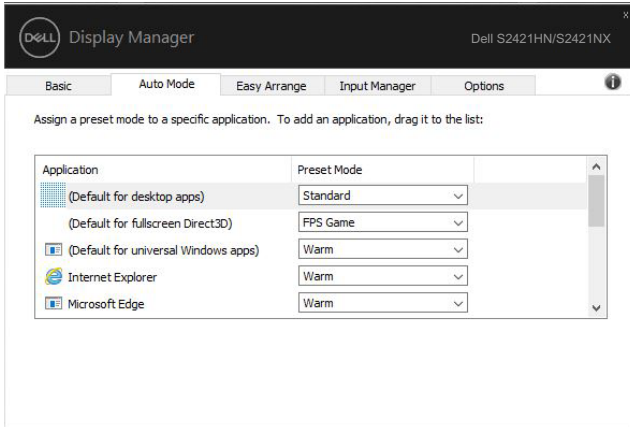 x
DELL Display Manager Dell S2421HN/S2421NX
Basic Auto Mode Easy Arrange Input Manager Options i
Assign a preset mode to a specific application. To add an application, drag it to the list:
Application Preset Mode
(Default for desktop apps) Standard
(Default for fullscreen Direct3D) FPS Game
(Default for universal Windows apps) Warm
Internet Explorer Warm
Microsoft Edge Warm